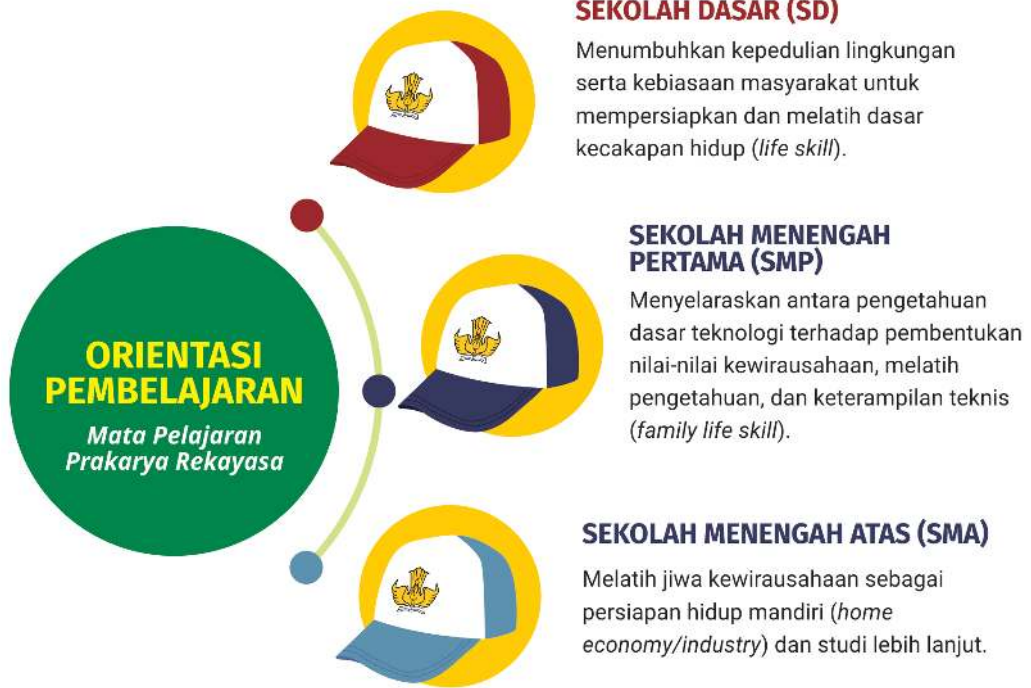 SEKOLAH DASAR (SD)
Menumbuhkan kepedulian lingkungan
serta kebiasaan masyarakat untuk
mempersiapkan dan melatih dasar
kecakapan hidup (life skill).
SEKOLAH MENENGAH
PERTAMA (SMP)
Menyelaraskan antara pengetahuan
dasar teknologi terhadap pembentukan
nilai-nilai kewirausahaan, melatih
pengetahuan, dan keterampilan teknis
(family life skill).
ORIENTASI
PEMBELAJARAN
Mata Pelajaran
Prakarya Rekayasa
SEKOLAH MENENGAH ATAS (SMA)
Melatih jiwa kewirausahaan sebagai
persiapan hidup mandiri (home
economy/industry) dan studi lebih lanjut.